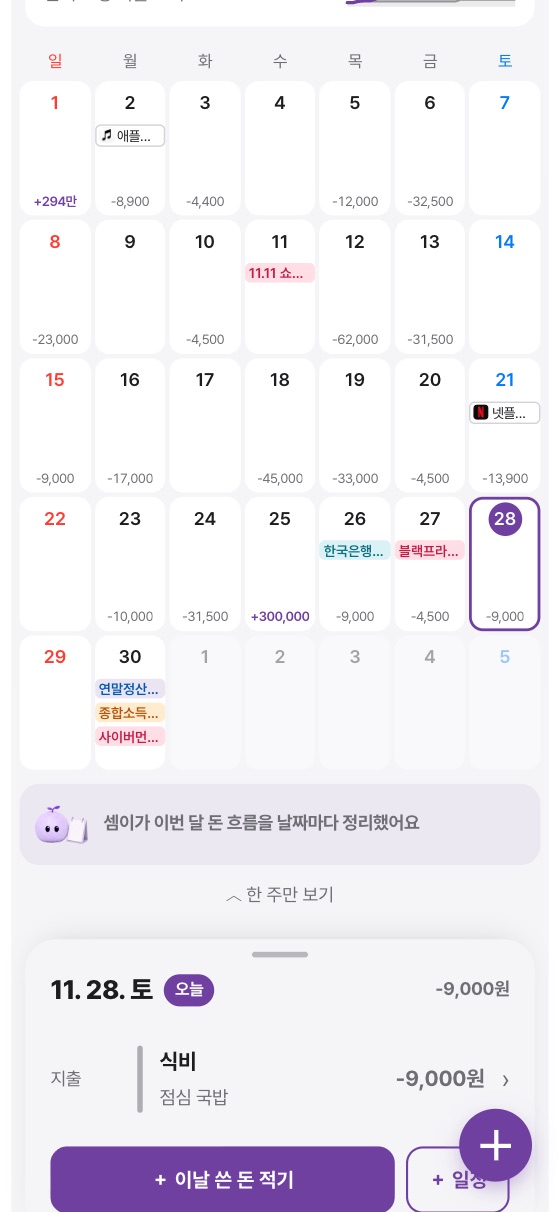 일 월 화 수 목 금 토
1 2 3 4 5 6 7
애플...
+294만 -8,900 -4,400 -12,000 -32,500
8 9 10 11 12 13 14
11.11 쇼...
-23,000 -4,500 -62,000 -31,500
15 16 17 18 19 20 21
넷플...
-9,000 -17,000 -45,000 -33,000 -4,500 -13,900
22 23 24 25 26 27 28
한국은행... 블랙프라...
-10,000 -31,500 +300,000 -9,000 -4,500 -9,000
29 30 1 2 3 4 5
연말정산...
종합소득...
사이버먼...
셈이가 이번 달 돈 흐름을 날짜마다 정리했어요
한 주만 보기
11. 28. 토 오늘 -9,000원
식비
지출 -9,000원 ›
점심 국밥
+ 이날 쓴 돈 적기 + 일정